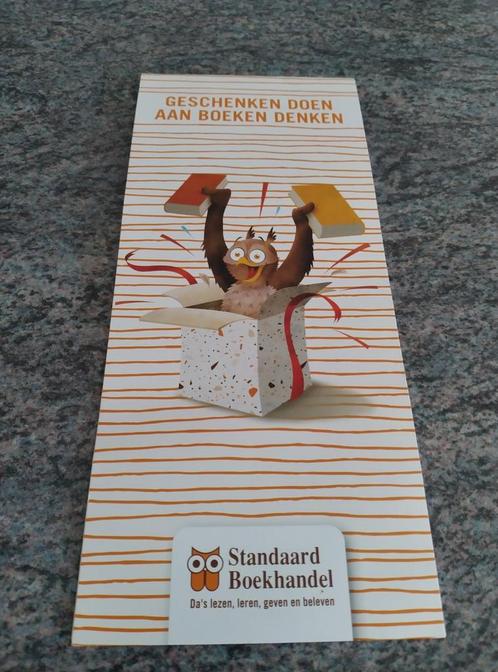 GESCHENKEN DOEN
AAN BOEKEN DENKEN
Standaard
Boekhandel
Da's lezen, leren, geven en beleven